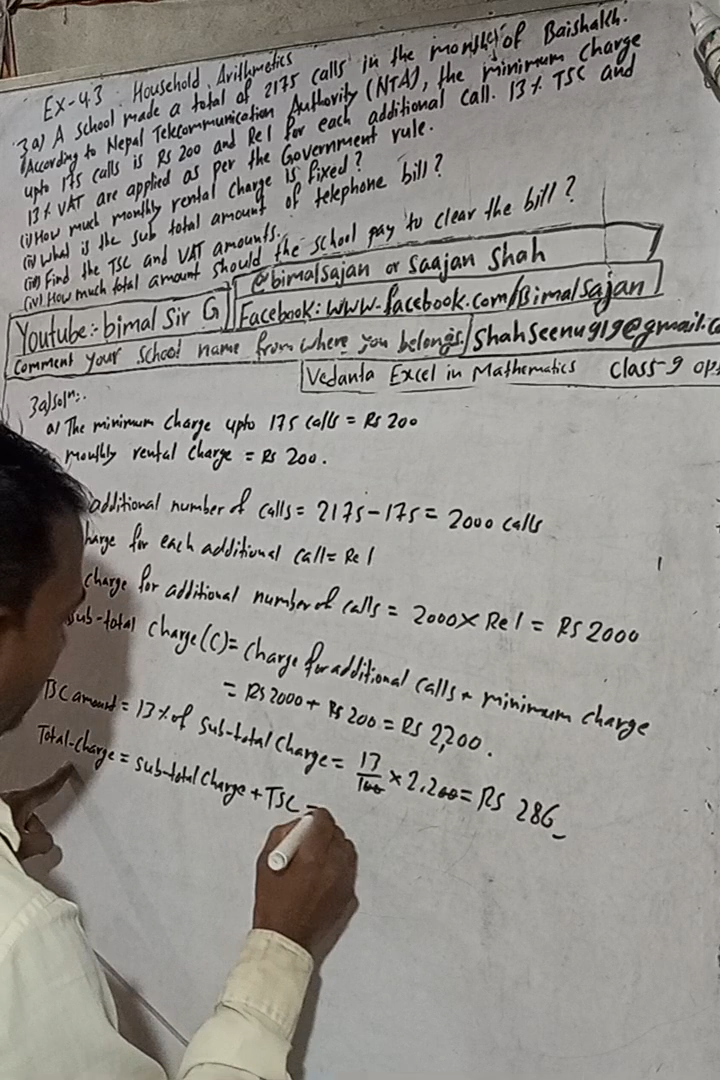 Ex-4.3 Household Arithmetics
3 a) A school made a total of 2175 calls in the month of Baishakh.
According to Nepal Telecommunication Authority (NTA), the minimum charge
upto 175 calls is Rs 200 and Re 1 for each additional call. 13% TSC and
13% VAT are applied as per the Government rule.
(i) How much monthly rental charge is fixed?
(ii) What is the sub total amount of telephone bill?
(iii) Find the TSC and VAT amounts.
(iv) How much total amount should the school pay to clear the bill?
Youtube:- bimal Sir G
@bimalsajan or Saajan Shah
Facebook: www.facebook.com/Bimalsajan
Comment your school name from where you belongs/
Shahseenu919@gmail.c
Vedanta Excel in Mathematics Class-9 op
3a) Soln:-
a) The minimum charge upto 175 calls = Rs 200
monthly rental charge = Rs 200.
additional number of calls = 2175 - 175 = 2000 calls
harge for each additional call = Re 1
charge for additional number of calls = 2000 × Re 1 = RS 2000
Sub-total charge (C) = charge for additional calls + minimum charge
= RS 2000 + Rs 200 = Rs 2,200.
TSC amount = 13% of sub-total charge = 13/100 × 2,200 = Rs 286
Total-charge = sub-total charge + TSC =